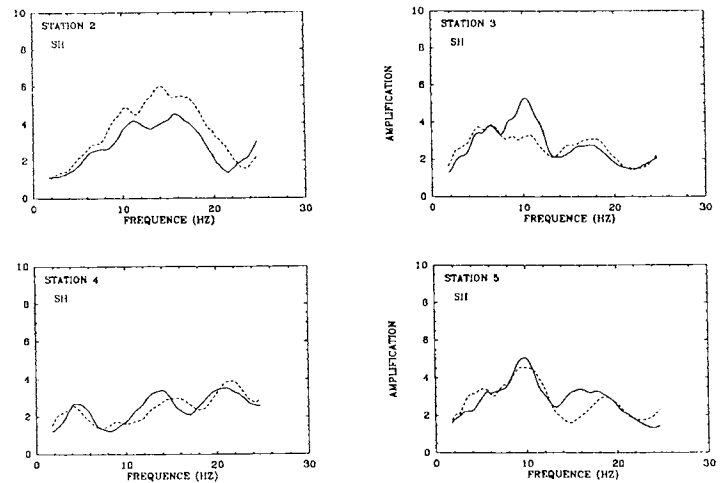 10
STATION 2
SH
8
6
4
2
0
0
10
20
30
FREQUENCE (HZ)
10
STATION 3
SH
8
6
4
2
0
AMPLIFICATION
0
10
20
30
FREQUENCE (HZ)
10
STATION 4
SH
8
6
4
2
0
0
10
20
30
FREQUENCE (HZ)
10
STATION 5
SH
8
6
4
2
0
AMPLIFICATION
0
10
20
30
FREQUENCE (HZ)